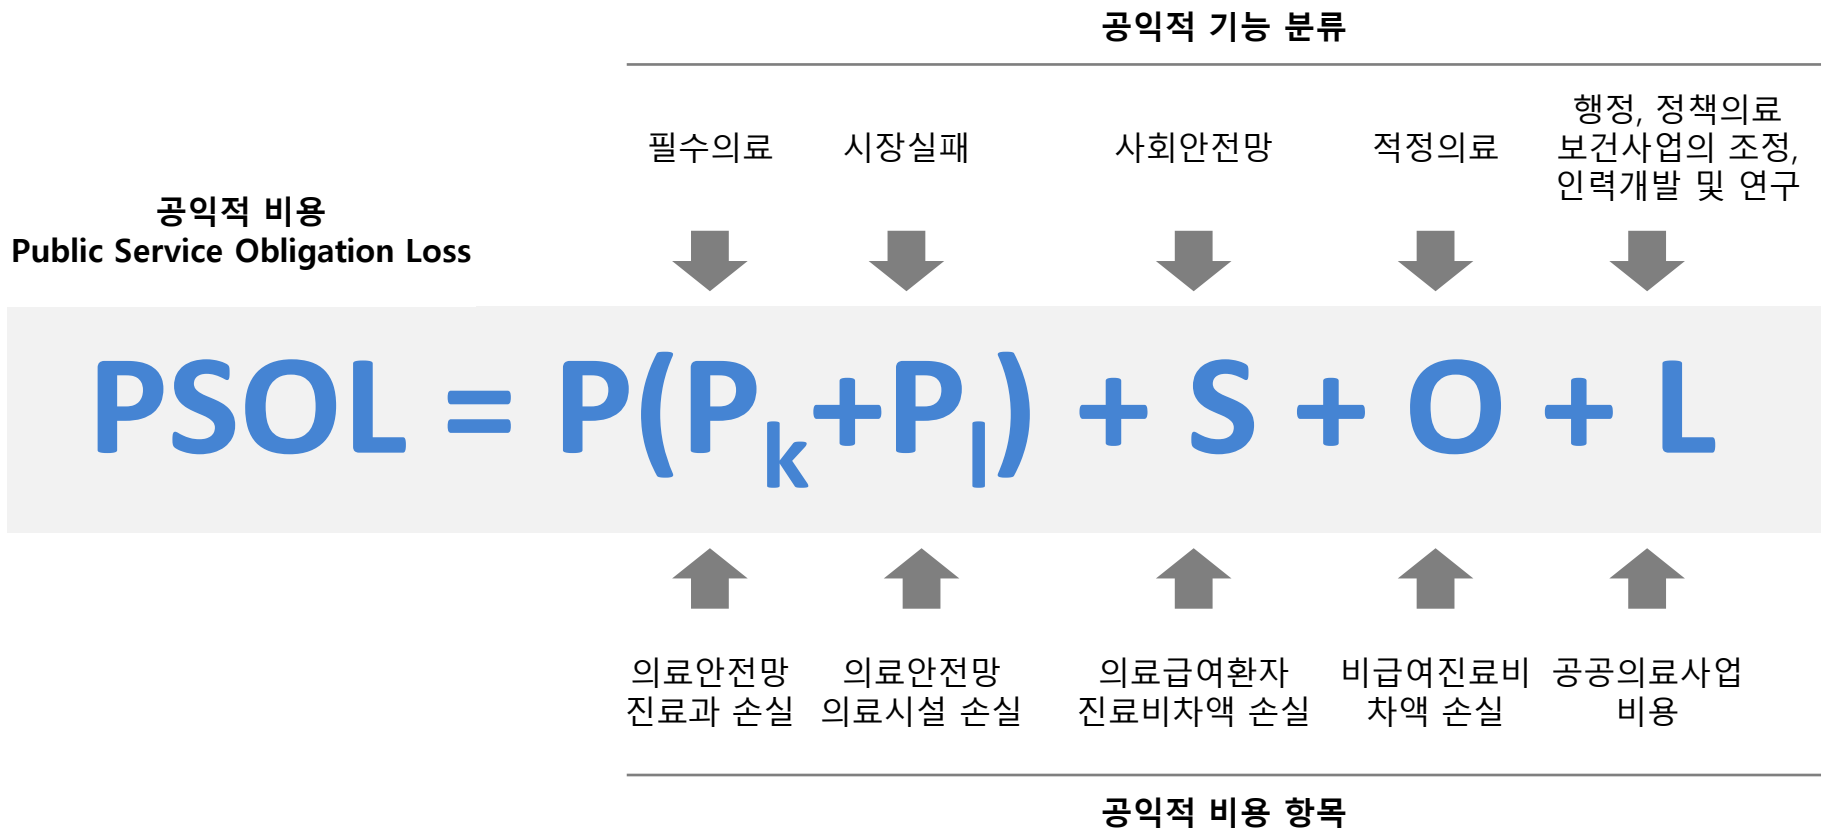 공익적 기능 분류
필수의료
시장실패
사회안전망
적정의료
행정, 정책의료
보건사업의 조정,
인력개발 및 연구
공익적 비용
Public Service Obligation Loss
PSOL = P(Pk+Pl) + S + O + L
의료안전망
진료과 손실
의료안전망
의료시설 손실
의료급여환자
진료비차액 손실
비급여진료비
차액 손실
공공의료사업
비용
공익적 비용 항목